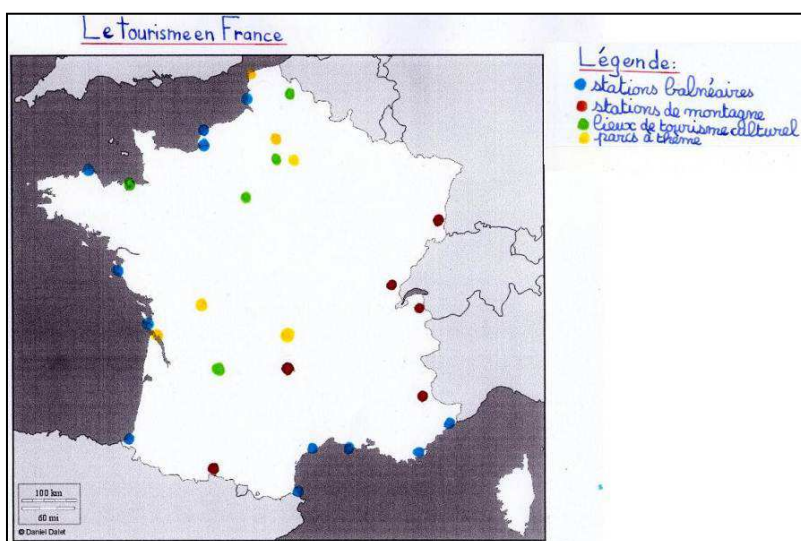 Le tourisme en France
Légende:
stations balnéaires
stations de montagne
lieux de tourisme culturel
parcs à thème
100 km
60 mi
© Daniel Dalet